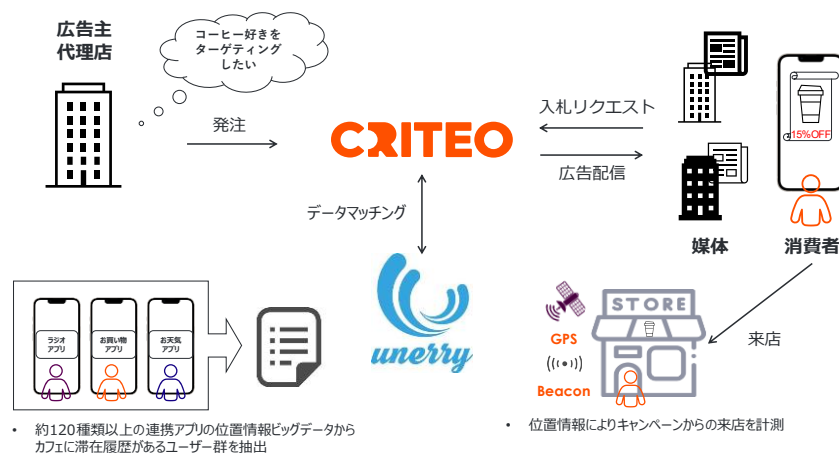 広告主
代理店
コーヒー好きを
ターゲティング
したい
発注
CRITEO
入札リクエスト
広告配信
15%OFF
媒体
消費者
データマッチング
unerry
ラジオ
アプリ
お買い物
アプリ
お天気
アプリ
STORE
GPS
Beacon
来店
• 約120種類以上の連携アプリの位置情報ビッグデータから
カフェに滞在履歴があるユーザー群を抽出
• 位置情報によりキャンペーンからの来店を計測